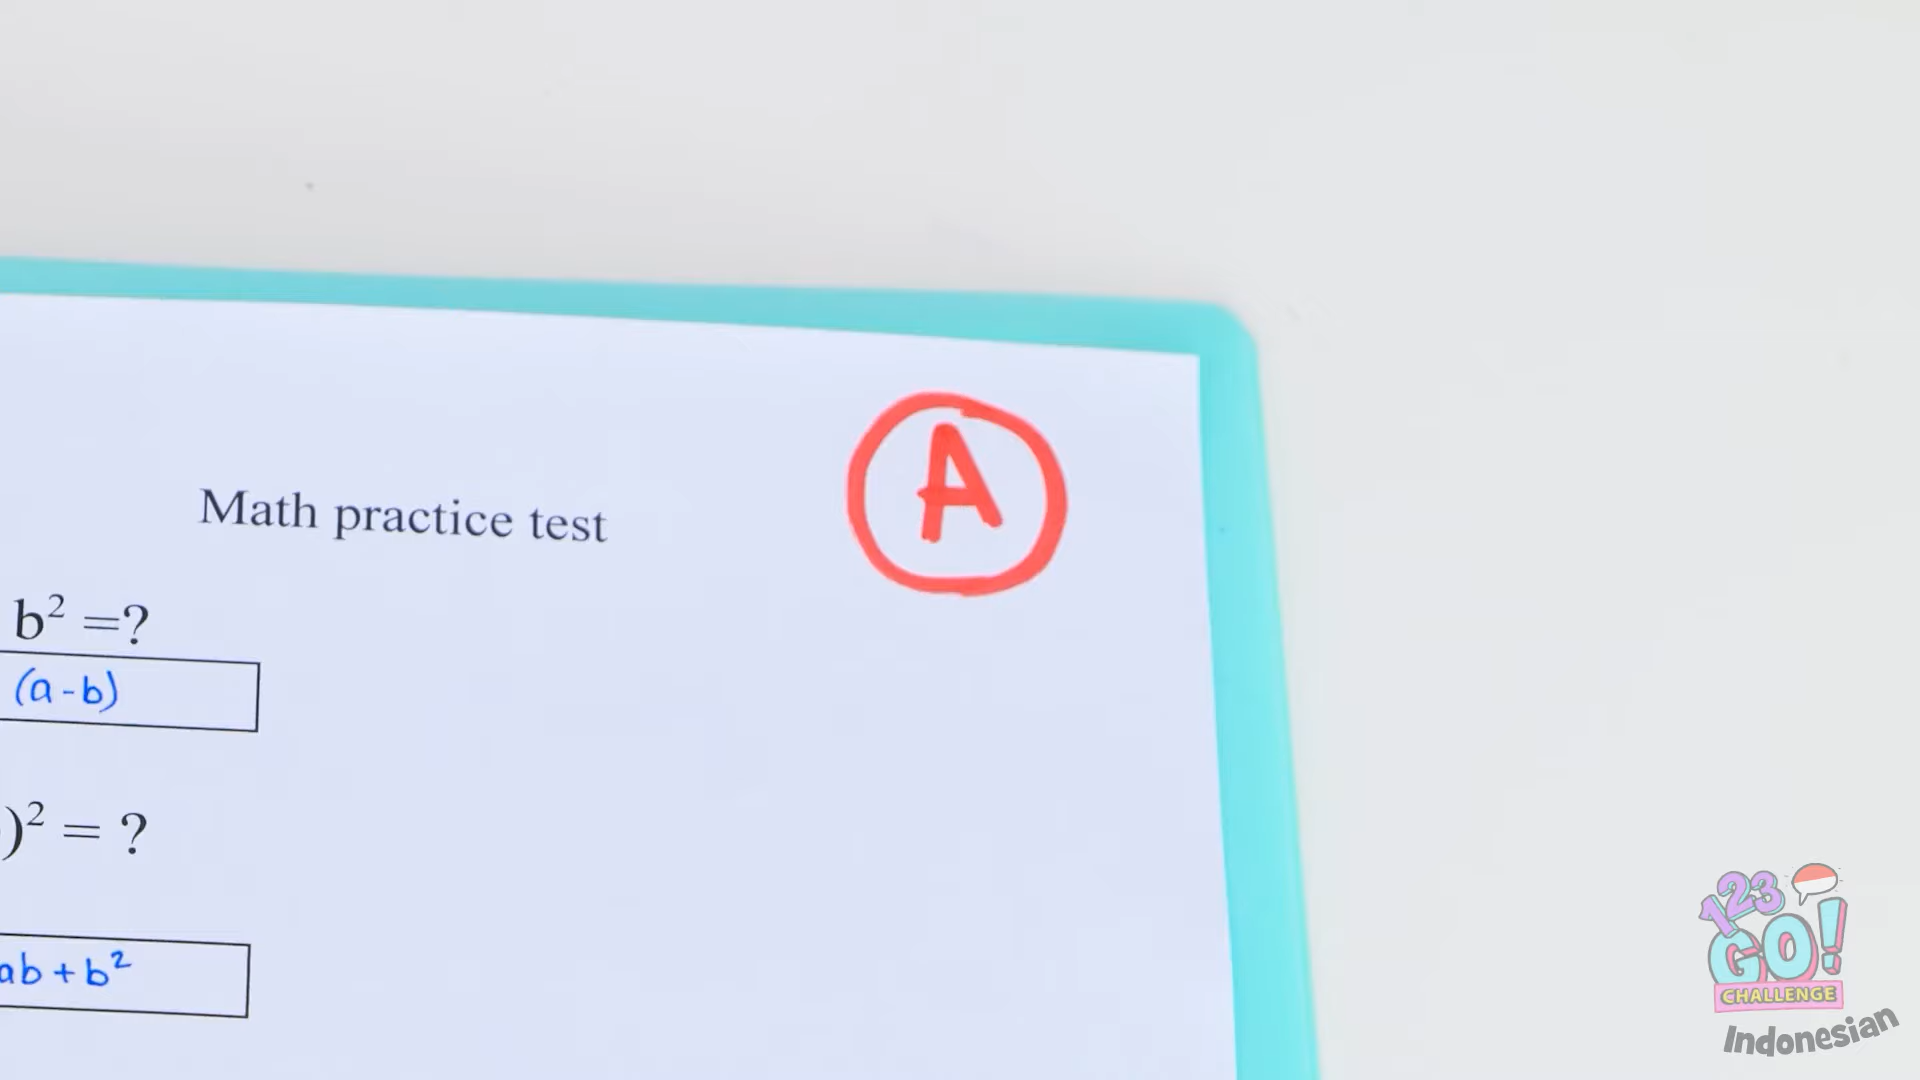 A
Math practice test
b² =?
(a-b)
)² = ?
ab + b²
123
GO!
CHALLENGE
Indonesian